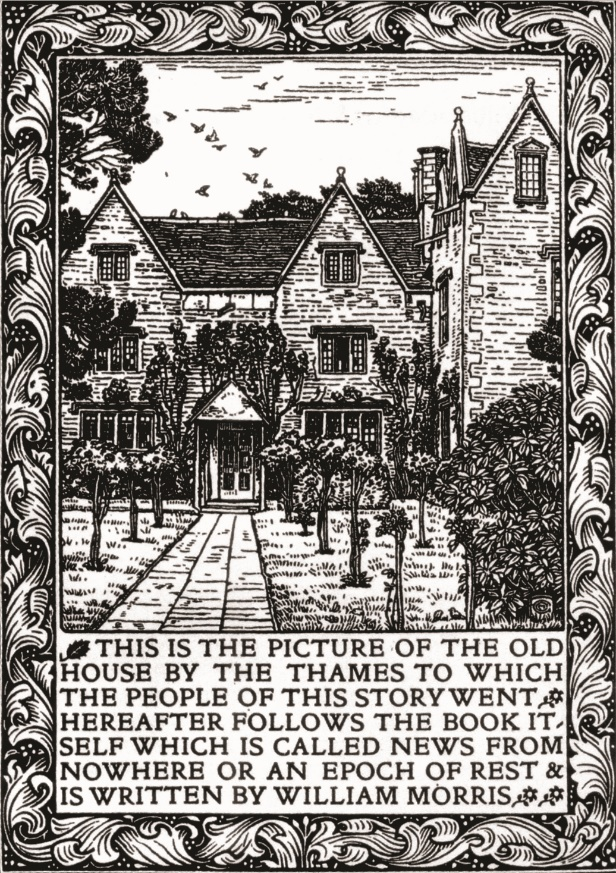 THIS IS THE PICTURE OF THE OLD
HOUSE BY THE THAMES TO WHICH
THE PEOPLE OF THIS STORY WENT
HEREAFTER FOLLOWS THE BOOK IT-
SELF WHICH IS CALLED NEWS FROM
NOWHERE OR AN EPOCH OF REST &
IS WRITTEN BY WILLIAM MORRIS